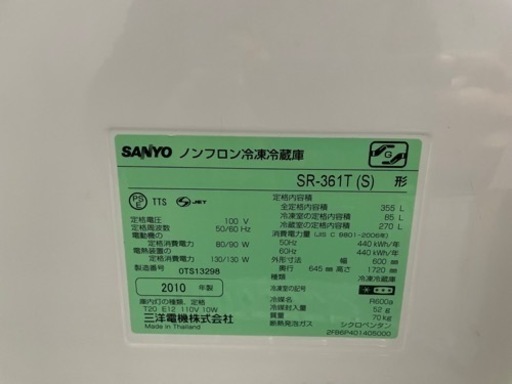 SANYO ノンフロン冷凍冷蔵庫
SR-361T (S) 形
PS E TTS S JET
定格電圧 100 V
定格周波数 50/60 Hz
電動機の
定格消費電力 80/90 W
電熱装置の
定格消費電力 130/130 W
製造番号 0TS13298
2010 年製
庫内灯の種類、定格
T20 E12 110V 10W
三洋電機株式会社
Made in Thailand
定格内容積
全定格内容積 355 L
冷凍室の定格内容積 85 L
冷蔵室の定格内容積 270 L
消費電力量 (JIS C 9801-2006年)
50Hz 440 kWh/年
60Hz 440 kWh/年
外形寸法 幅 600 mm
奥行 645 mm 高さ 1720 mm
種類 冷凍冷蔵庫
冷凍室の記号
冷媒 R600a
冷媒封入量 52 g
質量 70 kg
断熱発泡ガス シクロペンタン
2FB6P401405000